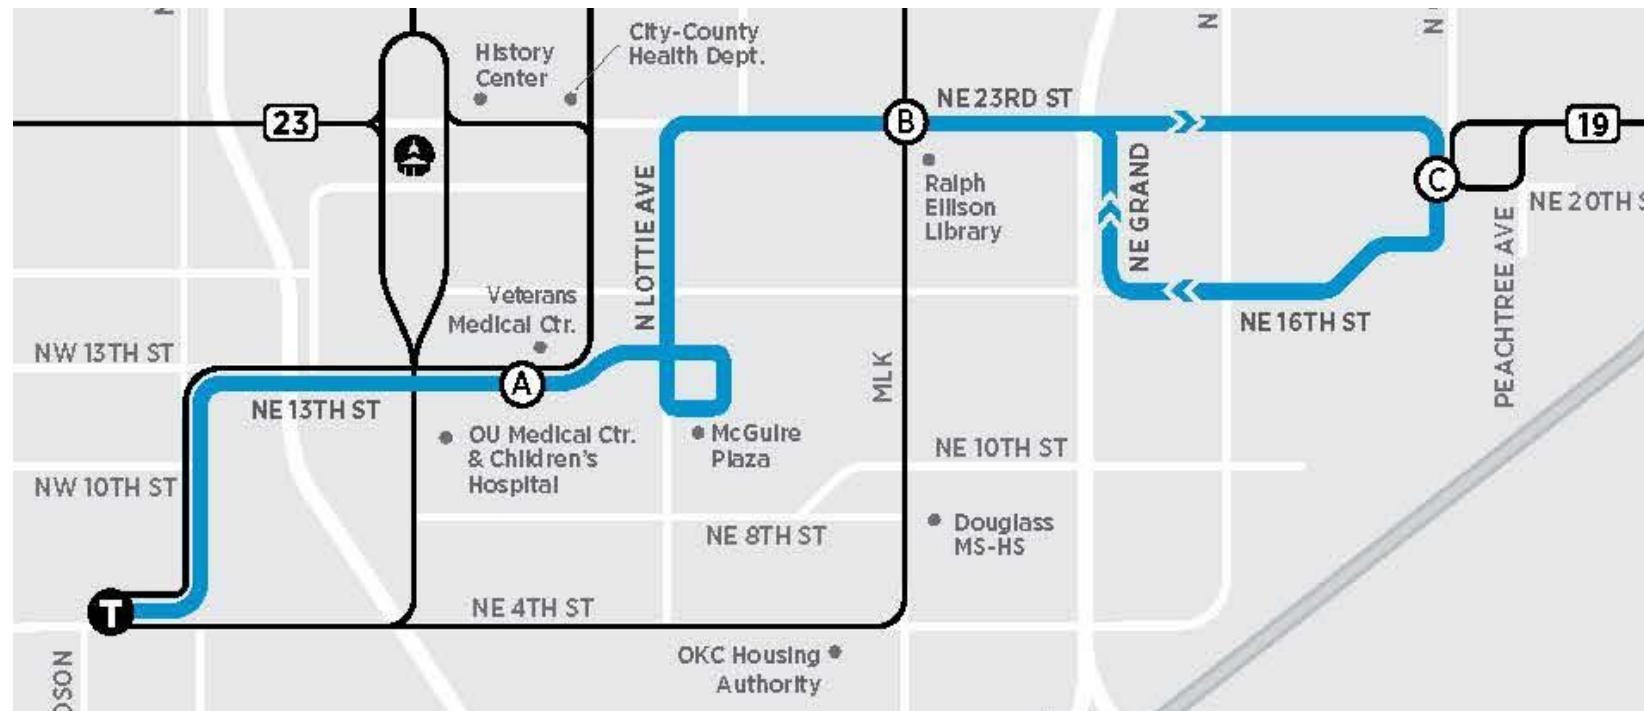 City-County
Health Dept.
History
Center
23
B
NE 23RD ST
19
C
N LOTTIE AVE
Ralph
Ellison
Library
NE GRAND
NE 20TH S
PEACHTREE AVE
Veterans
Medical Ctr.
NE 16TH ST
NW 13TH ST
A
NE 13TH ST
MLK
OU Medical Ctr.
& Children's
Hospital
McGuire
Plaza
NE 10TH ST
NW 10TH ST
NE 8TH ST
Douglass
MS-HS
T
NE 4TH ST
OKC Housing
Authority
DSON
N
N